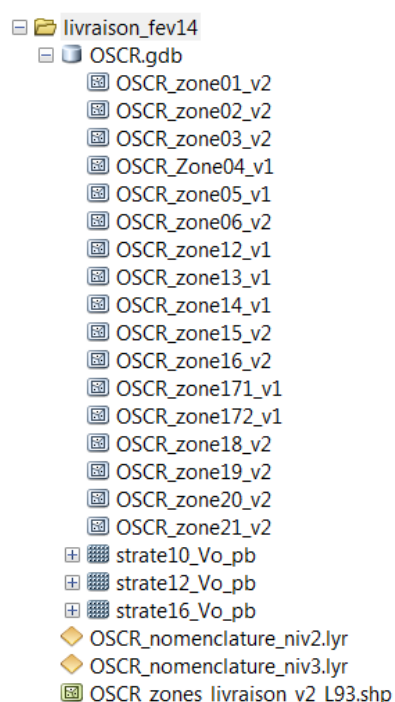 livraison_fev14
OSCR.gdb
OSCR_zone01_v2
OSCR_zone02_v2
OSCR_zone03_v2
OSCR_Zone04_v1
OSCR_zone05_v1
OSCR_zone06_v2
OSCR_zone12_v1
OSCR_zone13_v1
OSCR_zone14_v1
OSCR_zone15_v2
OSCR_zone16_v2
OSCR_zone171_v1
OSCR_zone172_v1
OSCR_zone18_v2
OSCR_zone19_v2
OSCR_zone20_v2
OSCR_zone21_v2
strate10_Vo_pb
strate12_Vo_pb
strate16_Vo_pb
OSCR_nomenclature_niv2.lyr
OSCR_nomenclature_niv3.lyr
OSCR_zones_livraison_v2_L93.shp